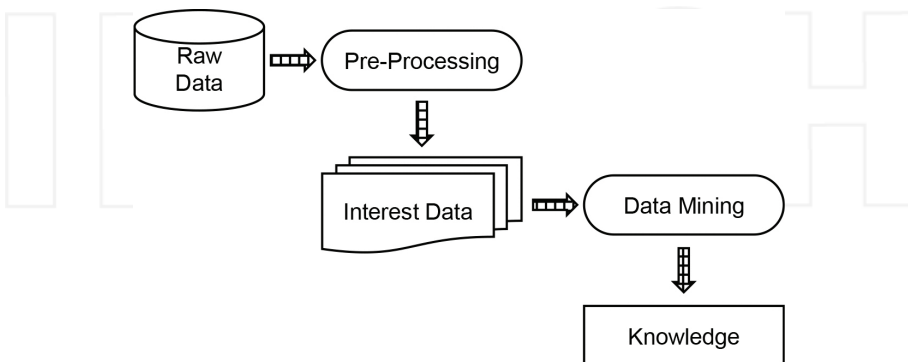 Raw
Data
Pre-Processing
Interest Data
Data Mining
Knowledge